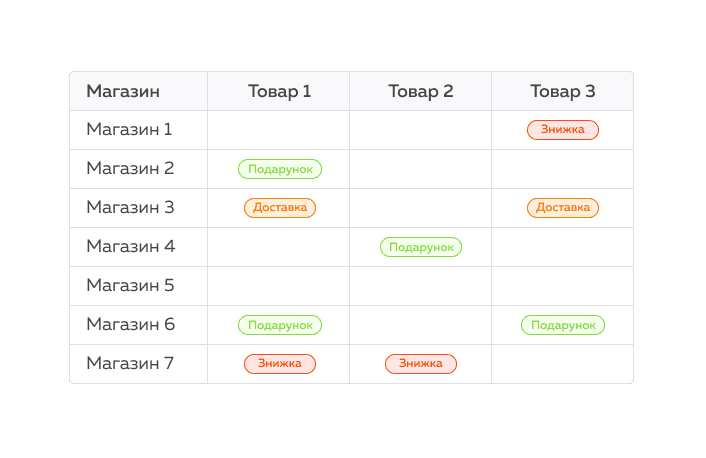 Магазин Товар 1 Товар 2 Товар 3
Магазин 1 Знижка
Магазин 2 Подарунок
Магазин 3 Доставка Доставка
Магазин 4 Подарунок
Магазин 5
Магазин 6 Подарунок Подарунок
Магазин 7 Знижка Знижка